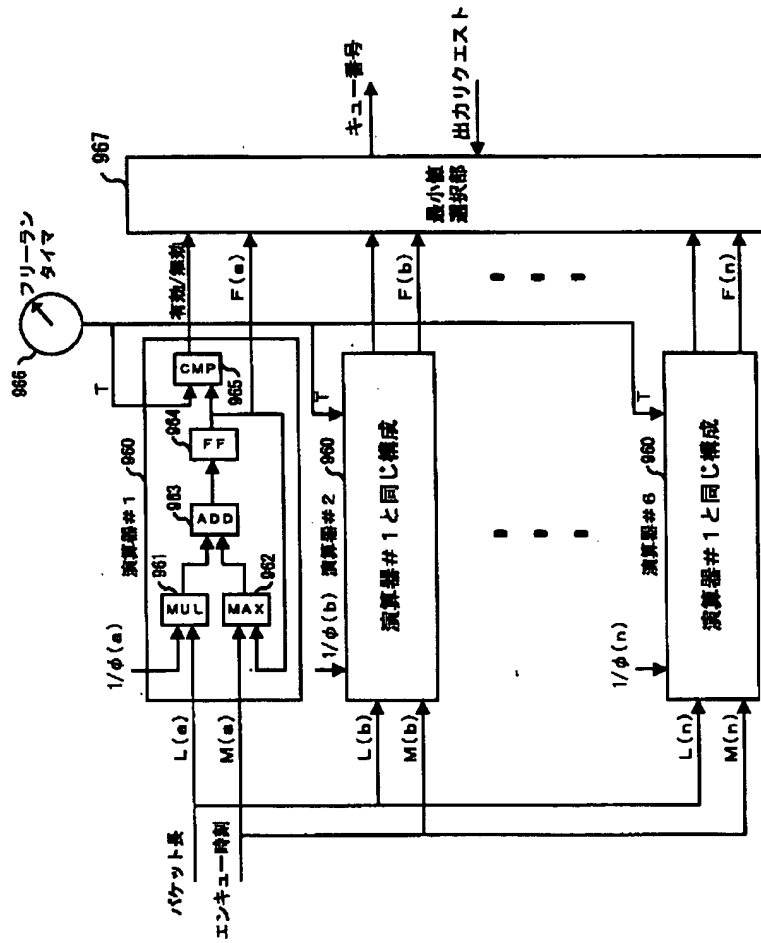 966
フリーラン
タイマ
967
T
有効/無効
F(a)
演算器#1
960
964
965
CMP
FF
963
ADD
961
MUL
962
MAX
1/φ(a)
L(a)
M(a)
パケット長
エンキュー時刻
キュー番号
出力リクエスト
最小値
選択部
T
F(b)
演算器#2
960
演算器#1と同じ構成
1/φ(b)
L(b)
M(b)
T
F(n)
演算器#6
960
演算器#1と同じ構成
1/φ(n)
L(n)
M(n)